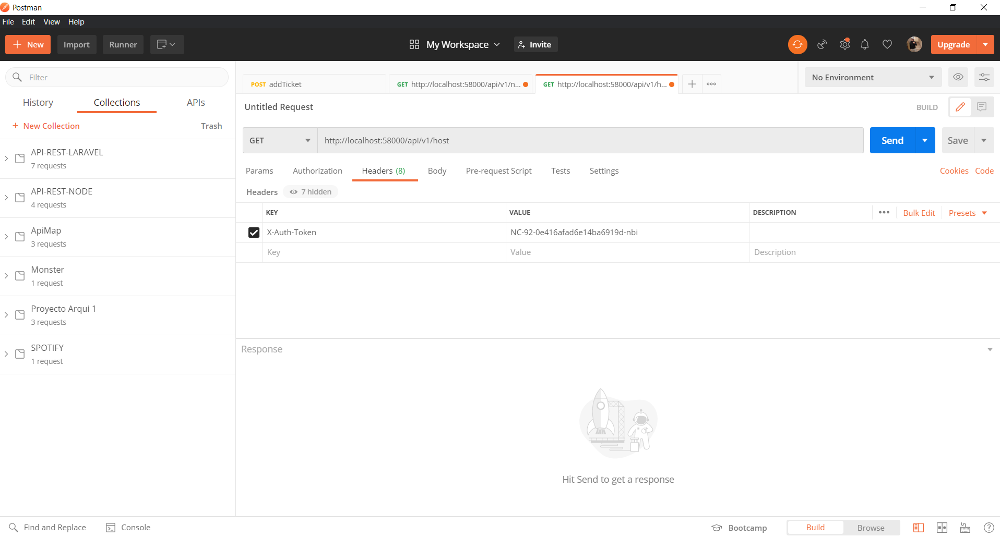 Postman
File Edit View Help
New Import Runner My Workspace Invite Upgrade
Filter
History Collections APIs
New Collection Trash
API-REST-LARAVEL
7 requests
API-REST-NODE
4 requests
ApiMap
3 requests
Monster
1 request
Proyecto Arqui 1
3 requests
SPOTIFY
1 request
POST addTicket
GET http://localhost:58000/api/v1/n...
GET http://localhost:58000/api/v1/h...
No Environment
Untitled Request
BUILD
GET http://localhost:58000/api/v1/host
Send Save
Params Authorization Headers (8) Body Pre-request Script Tests Settings
Cookies Code
Headers 7 hidden
KEY VALUE DESCRIPTION
Bulk Edit Presets
X-Auth-Token NC-92-0e416afad6e14ba6919d-nbi
Key Value Description
Response
Hit Send to get a response
Find and Replace Console
Bootcamp Build Browse